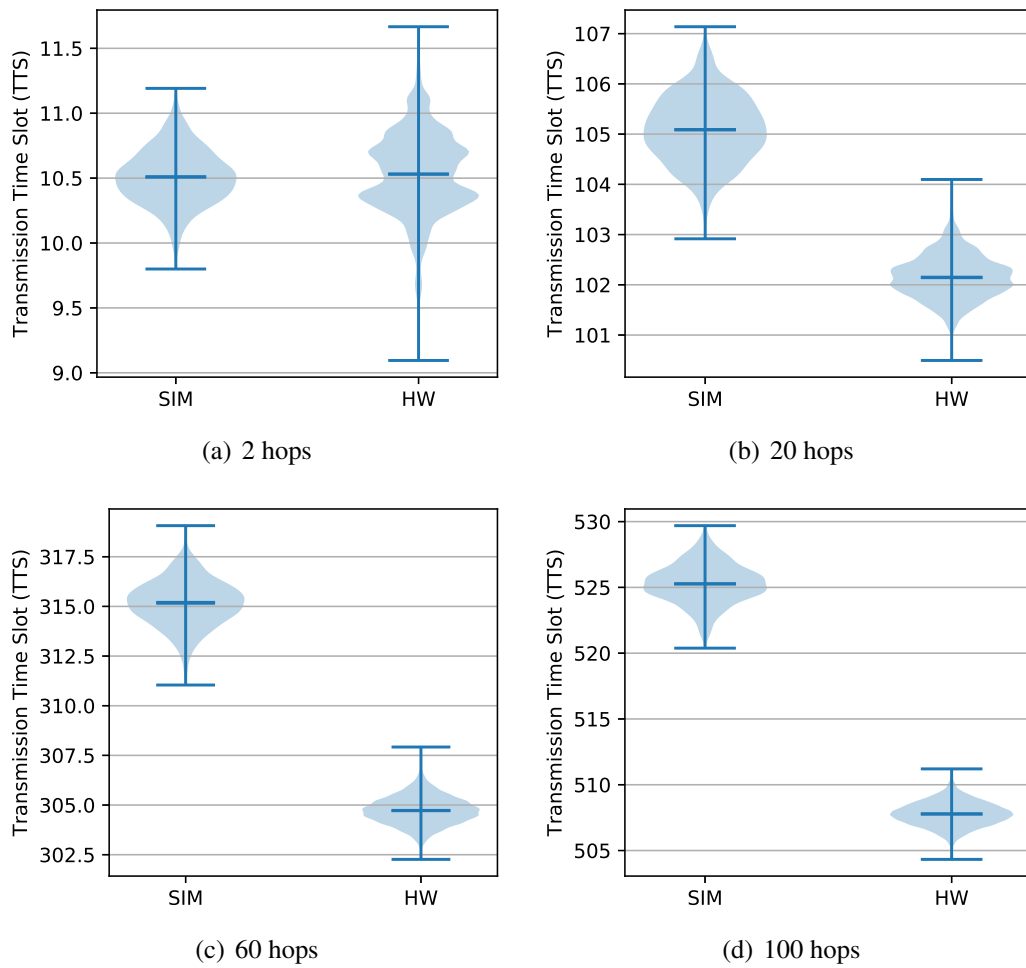 Transmission Time Slot (TTS)
11.5
11.0
10.5
10.0
9.5
9.0
SIM HW
(a) 2 hops
Transmission Time Slot (TTS)
107
106
105
104
103
102
101
SIM HW
(b) 20 hops
Transmission Time Slot (TTS)
317.5
315.0
312.5
310.0
307.5
305.0
302.5
SIM HW
(c) 60 hops
Transmission Time Slot (TTS)
530
525
520
515
510
505
SIM HW
(d) 100 hops